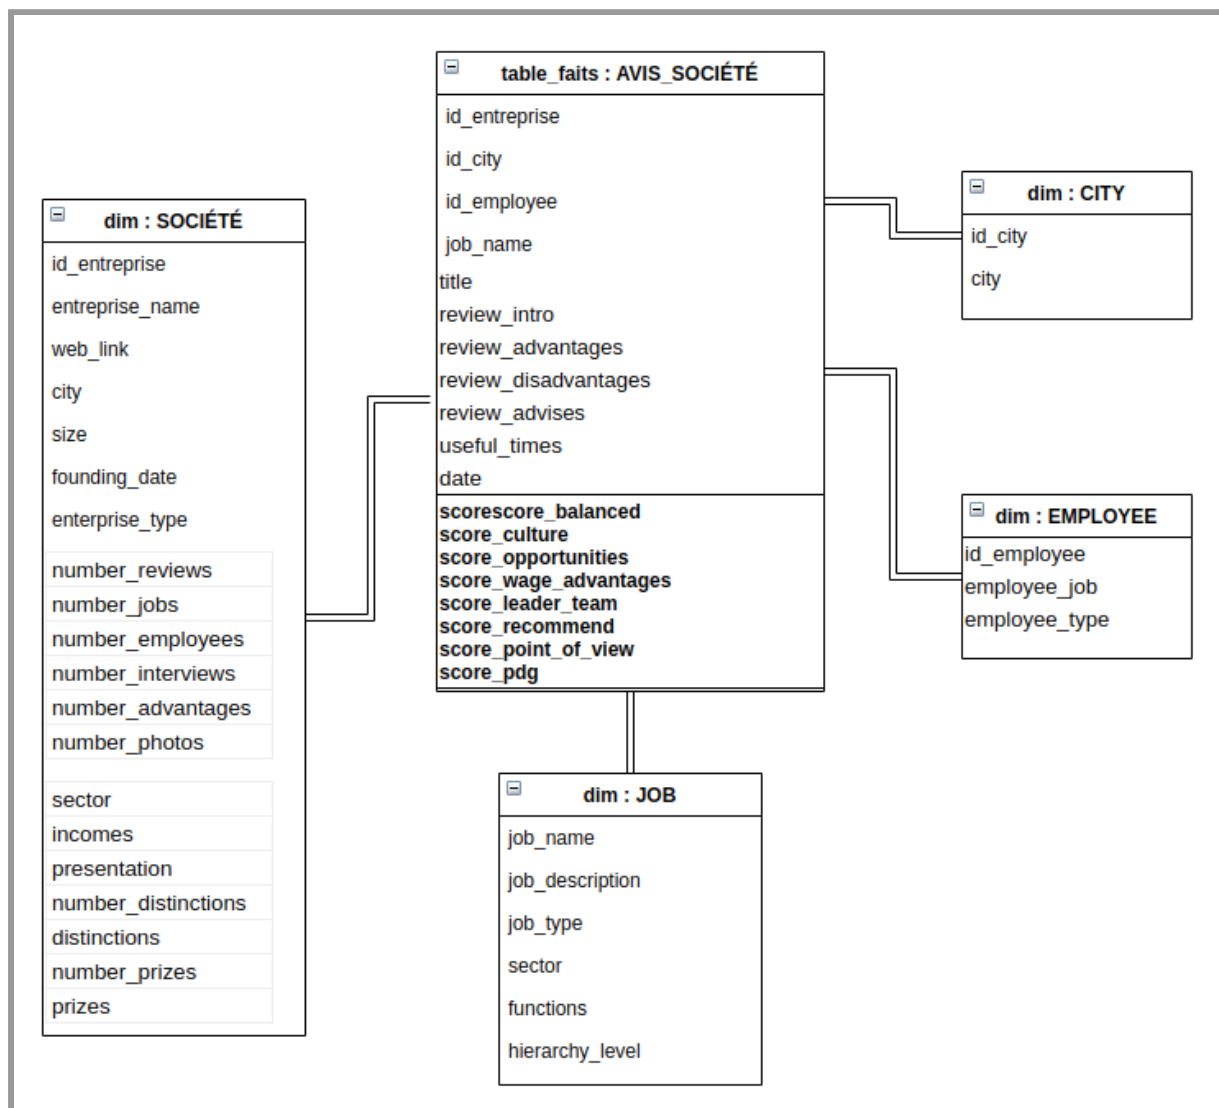 table_faits : AVIS_SOCIÉTÉ
id_entreprise
id_city
id_employee
job_name
title
review_intro
review_advantages
review_disadvantages
review_advises
useful_times
date
scorescore_balanced
score_culture
score_opportunities
score_wage_advantages
score_leader_team
score_recommend
score_point_of_view
score_pdg
dim : SOCIÉTÉ
id_entreprise
entreprise_name
web_link
city
size
founding_date
enterprise_type
number_reviews
number_jobs
number_employees
number_interviews
number_advantages
number_photos
sector
incomes
presentation
number_distinctions
distinctions
number_prizes
prizes
dim : CITY
id_city
city
dim : EMPLOYEE
id_employee
employee_job
employee_type
dim : JOB
job_name
job_description
job_type
sector
functions
hierarchy_level